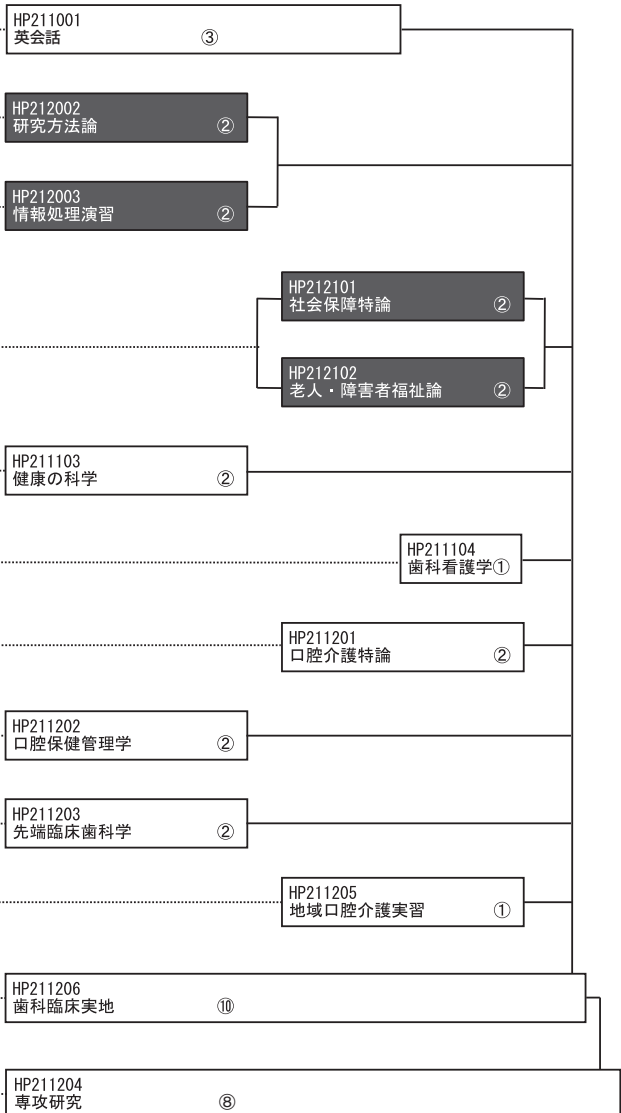 HP211001
英会話 ③
HP212002
研究方法論 ②
HP212003
情報処理演習 ②
HP212101
社会保障特論 ②
HP212102
老人・障害者福祉論 ②
HP211103
健康の科学 ②
HP211104
歯科看護学①
HP211201
口腔介護特論 ②
HP211202
口腔保健管理学 ②
HP211203
先端臨床歯科学 ②
HP211205
地域口腔介護実習 ①
HP211206
歯科臨床実地 ⑩
HP211204
専攻研究 ⑧